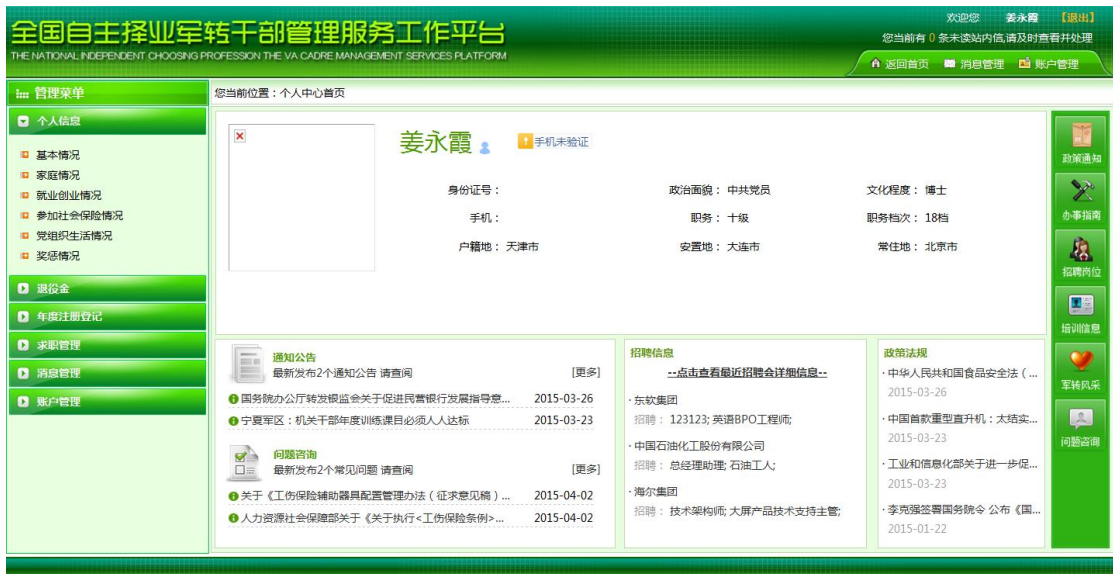 全国自主择业军转干部管理服务工作平台
THE NATIONAL INDEPENDENT CHOOSING PROFESSION THE VA CADRE MANAGEMENT SERVICES PLATFORM
欢迎您 姜永霞 【退出】
您当前有 0 条未读站内信,请及时查看并处理
返回首页 消息管理 账户管理
管理菜单
您当前位置：个人中心首页
个人信息
基本情况
家庭情况
就业创业情况
参加社会保险情况
党组织生活情况
奖惩情况
退役金
年度注册登记
求职管理
消息管理
账户管理
姜永霞 手机未验证
身份证号： 政治面貌：中共党员 文化程度：博士
手机： 职务：十级 职务档次：18档
户籍地：天津市 安置地：大连市 常住地：北京市
通知公告
最新发布2个通知公告 请查阅 [更多]
国务院办公厅转发银监会关于促进民营银行发展指导意... 2015-03-26
宁夏军区：机关干部年度训练课目必须人人达标 2015-03-23
问题咨询
最新发布2个常见问题 请查阅 [更多]
关于《工伤保险辅助器具配置管理办法（征求意见稿）... 2015-04-02
人力资源社会保障部关于《关于执行<工伤保险条例>... 2015-04-02
招聘信息
--点击查看最近招聘会详细信息--
·东软集团
招聘：123123; 英语BPO工程师;
·中国石油化工股份有限公司
招聘：总经理助理; 石油工人;
·海尔集团
招聘：技术架构师; 大屏产品技术支持主管;
政策法规
·中华人民共和国食品安全法（...
2015-03-26
·中国首款重型直升机：太结实...
2015-03-23
·工业和信息化部关于进一步促...
2015-03-23
·李克强签署国务院令 公布《国...
2015-01-22
政策通知
办事指南
招聘岗位
培训信息
军转风采
问题咨询